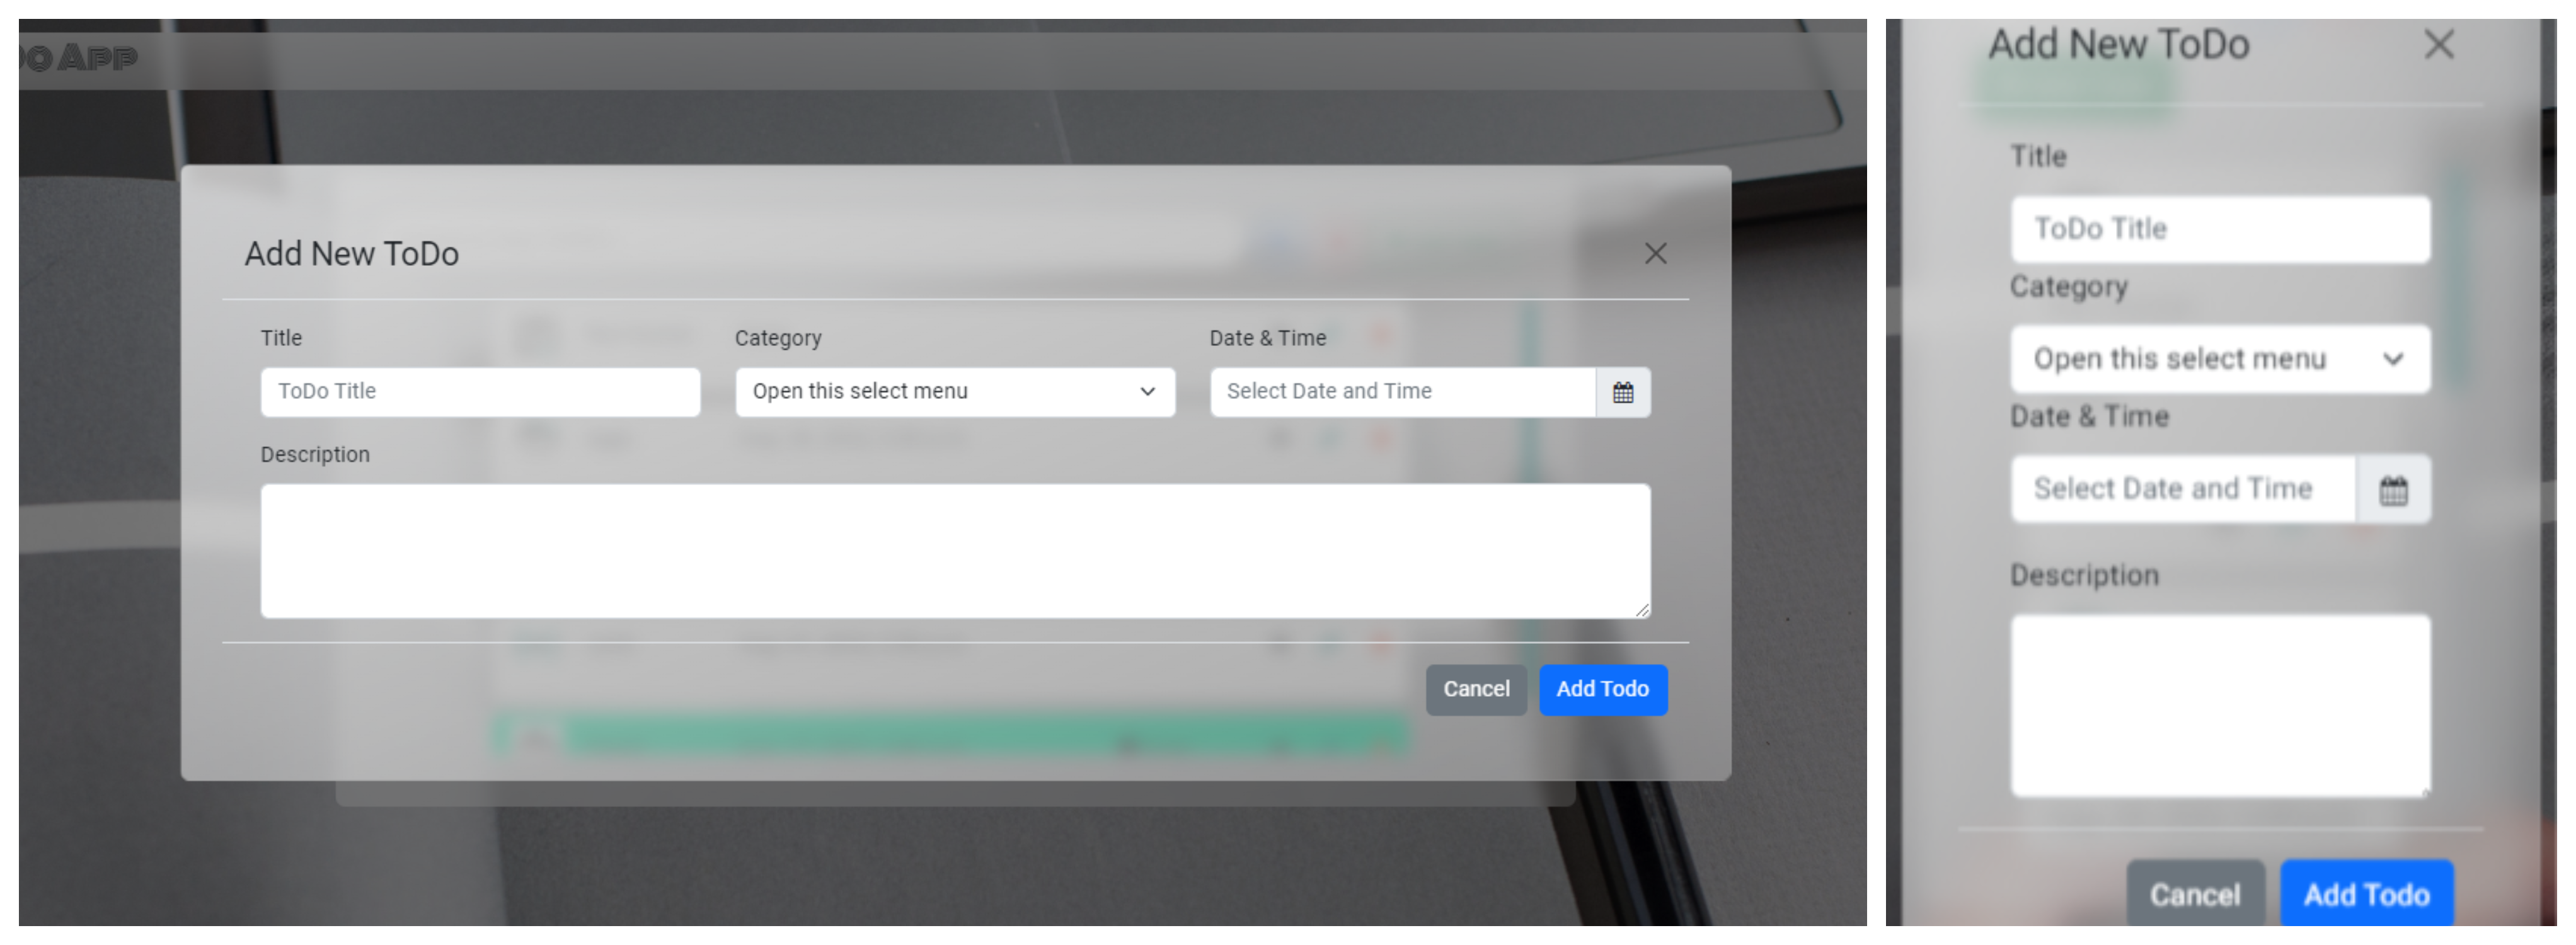 O APP
Add New ToDo
Title
Category
Date & Time
ToDo Title
Open this select menu
Select Date and Time
Description
Cancel
Add Todo
Add New ToDo
Title
ToDo Title
Category
Open this select menu
Date & Time
Select Date and Time
Description
Cancel
Add Todo